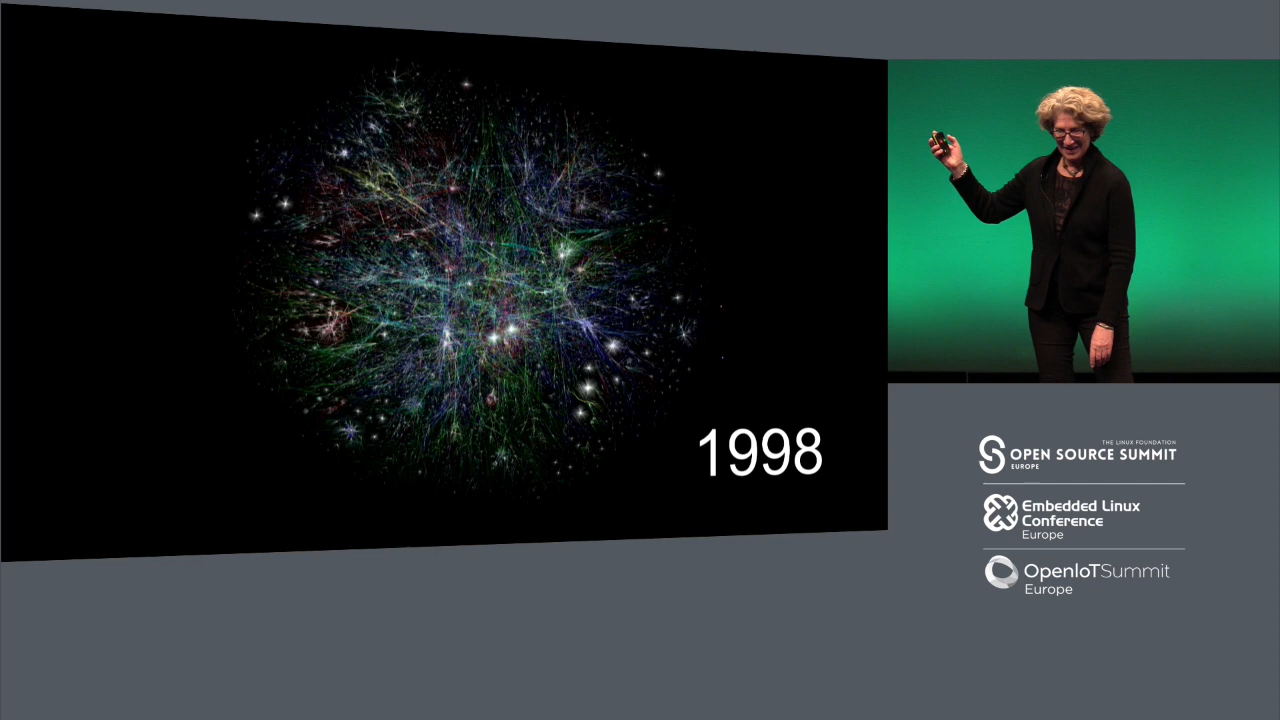 1998
THE LINUX FOUNDATION
OPEN SOURCE SUMMIT
EUROPE
Embedded Linux
Conference
Europe
OpenIoTSummit
Europe